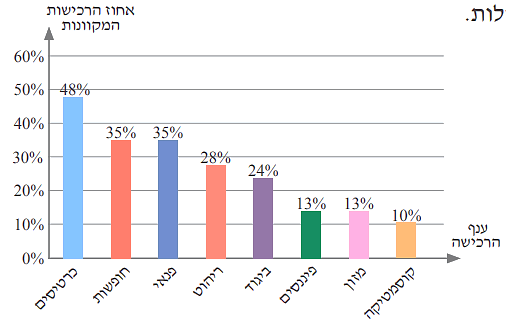 לות.
אחוז הרכישות
המקוונות
60%
50%
40%
30%
20%
10%
0%
48%
35%
35%
28%
24%
13%
13%
10%
כרטיסים
חופשות
פנאי
ריהוט
ביגוד
פיננסים
מזון
קוסמטיקה
ענף
הרכישה